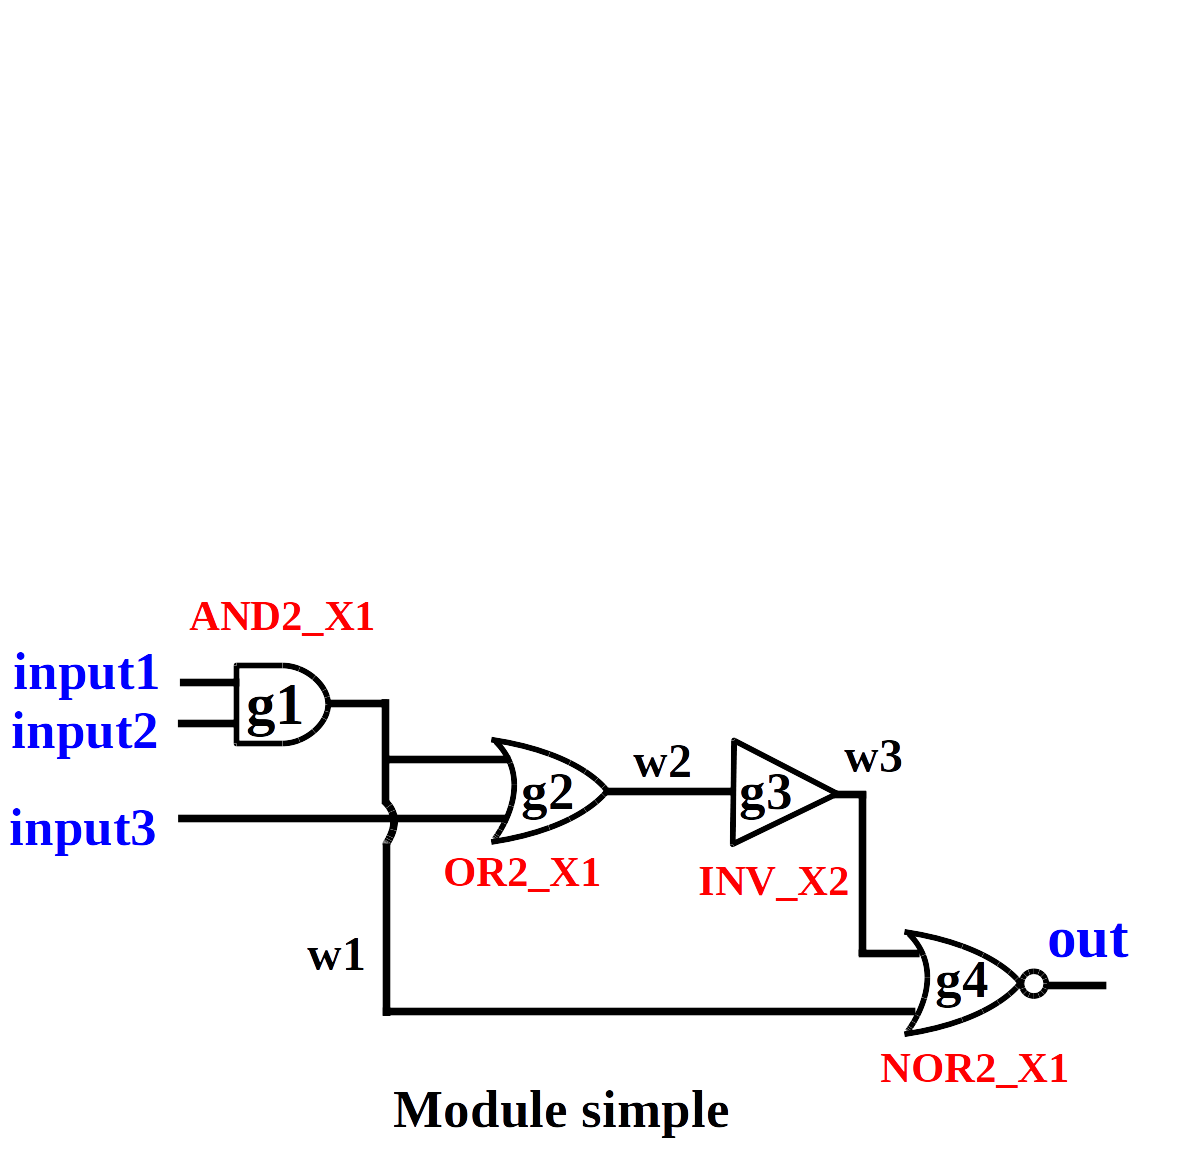 AND2_X1
input1
g1
input2
w2
w3
g2
g3
input3
OR2_X1
INV_X2
w1
out
g4
NOR2_X1
Module simple